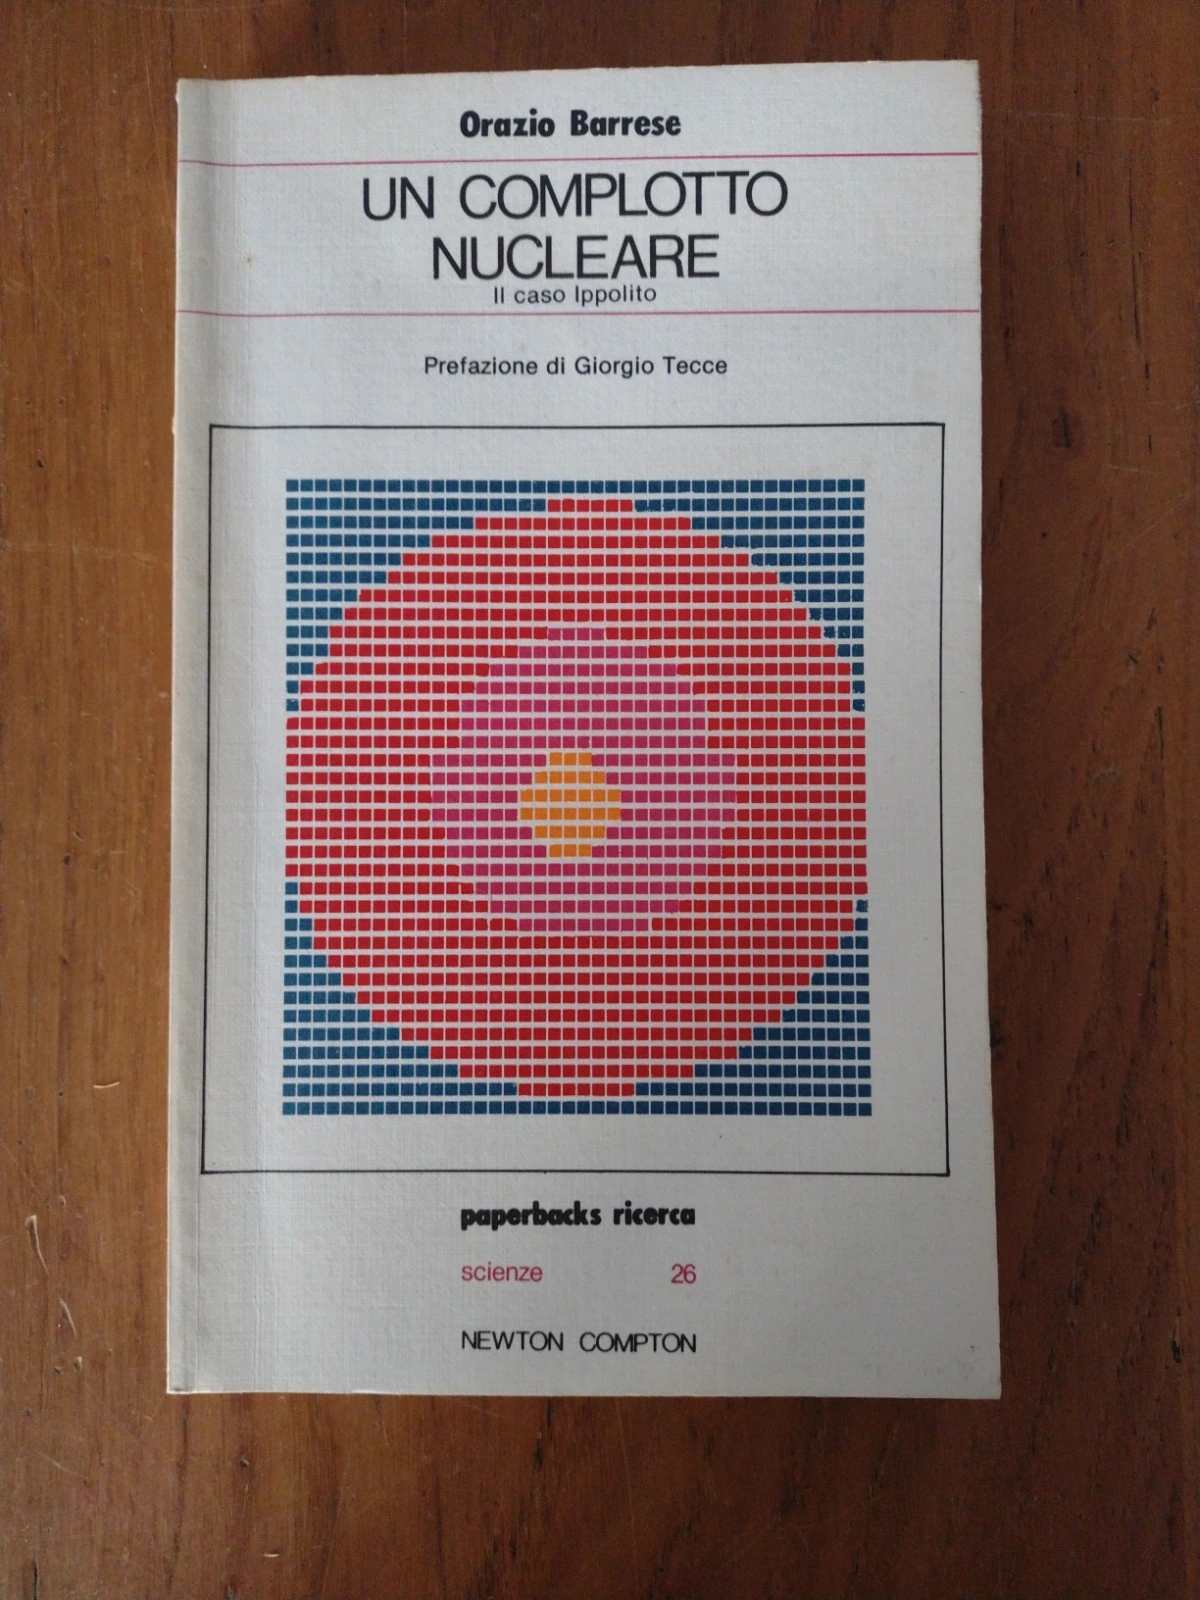 Orazio Barrese
UN COMPLOTTO
NUCLEARE
Il caso Ippolito
Prefazione di Giorgio Tecce
paperbacks ricerca
scienze 26
NEWTON COMPTON